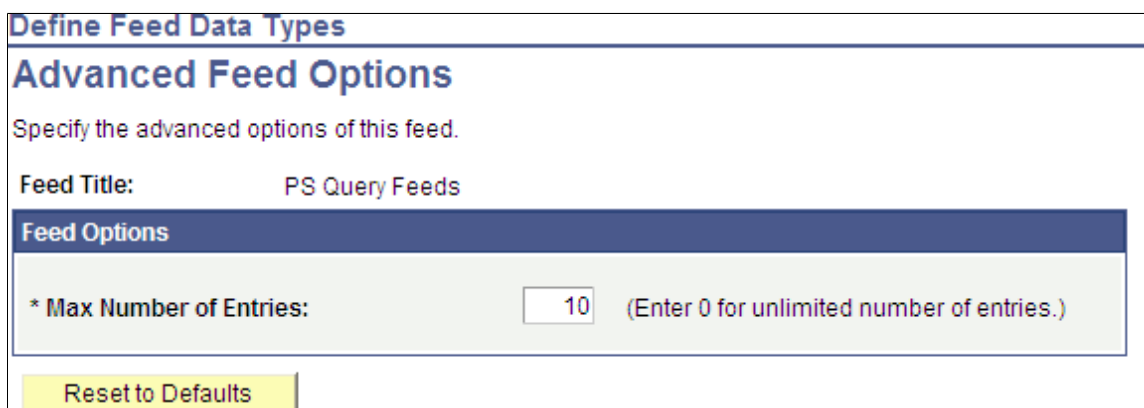 Define Feed Data Types
Advanced Feed Options
Specify the advanced options of this feed.
Feed Title: PS Query Feeds
Feed Options
* Max Number of Entries: 10 (Enter 0 for unlimited number of entries.)
Reset to Defaults